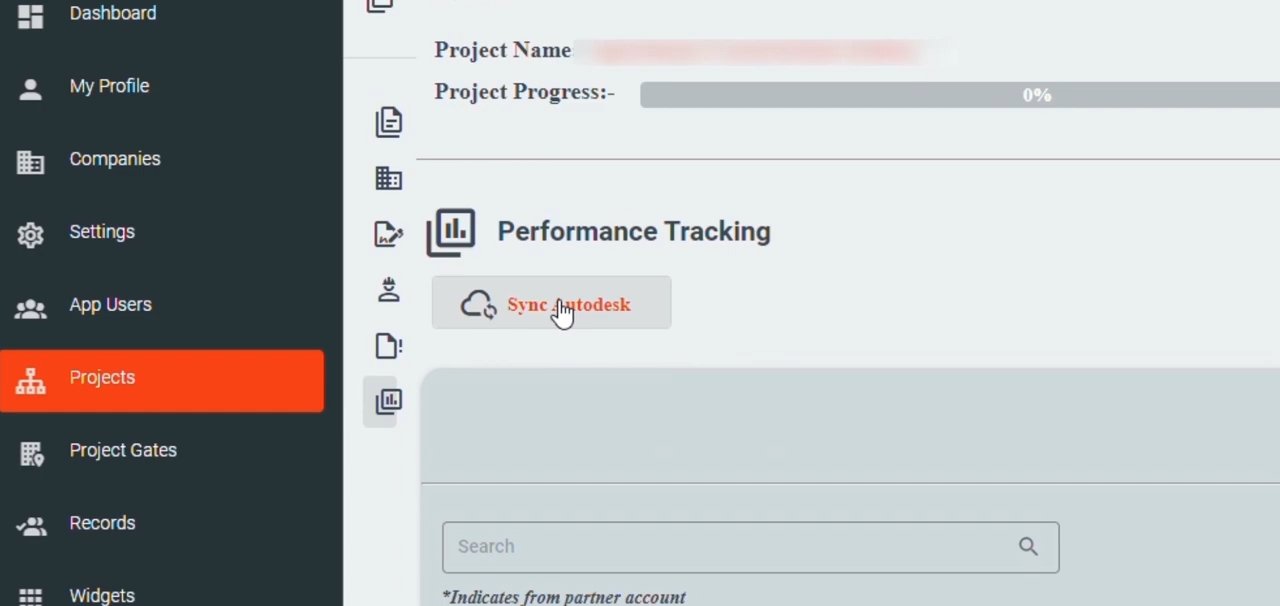 Dashboard
My Profile
Companies
Settings
App Users
Projects
Project Gates
Records
Widgets
Project Name
Project Progress:-
0%
Performance Tracking
Sync Autodesk
Search
*Indicates from partner account